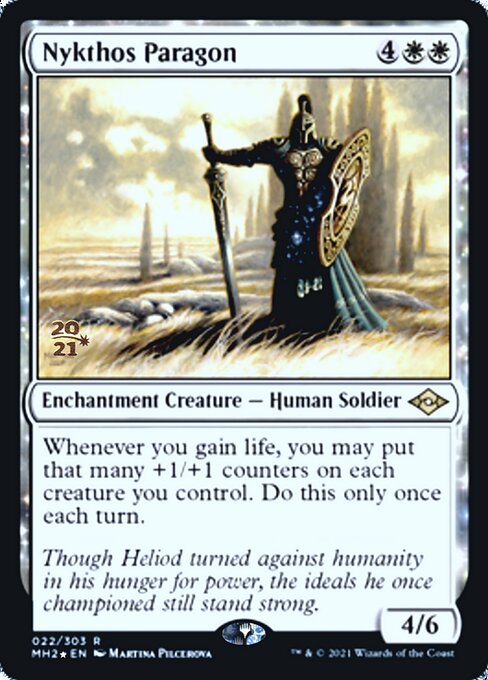 Nykthos Paragon 4
20
21
Enchantment Creature — Human Soldier
Whenever you gain life, you may put
that many +1/+1 counters on each
creature you control. Do this only once
each turn.
Though Heliod turned against humanity
in his hunger for power, the ideals he once
championed still stand strong.
4/6
022/303 R
MH2★EN Martina Pilcerova
™ & © 2021 Wizards of the Coast